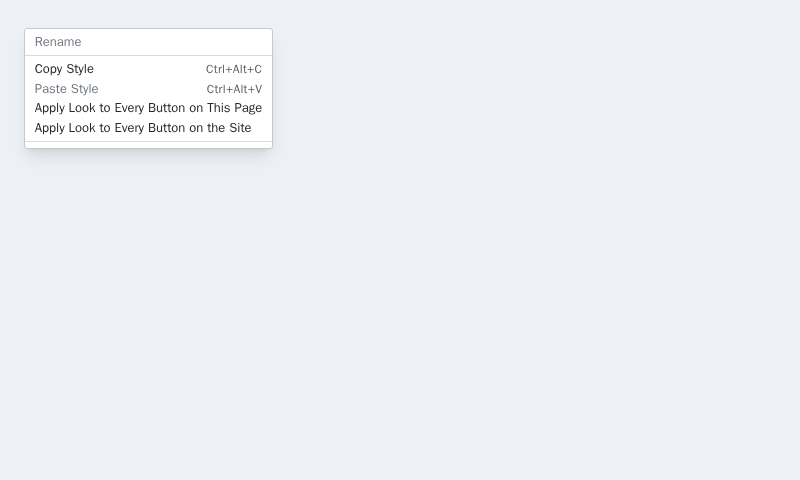 Rename
Copy Style Ctrl+Alt+C
Paste Style Ctrl+Alt+V
Apply Look to Every Button on This Page
Apply Look to Every Button on the Site